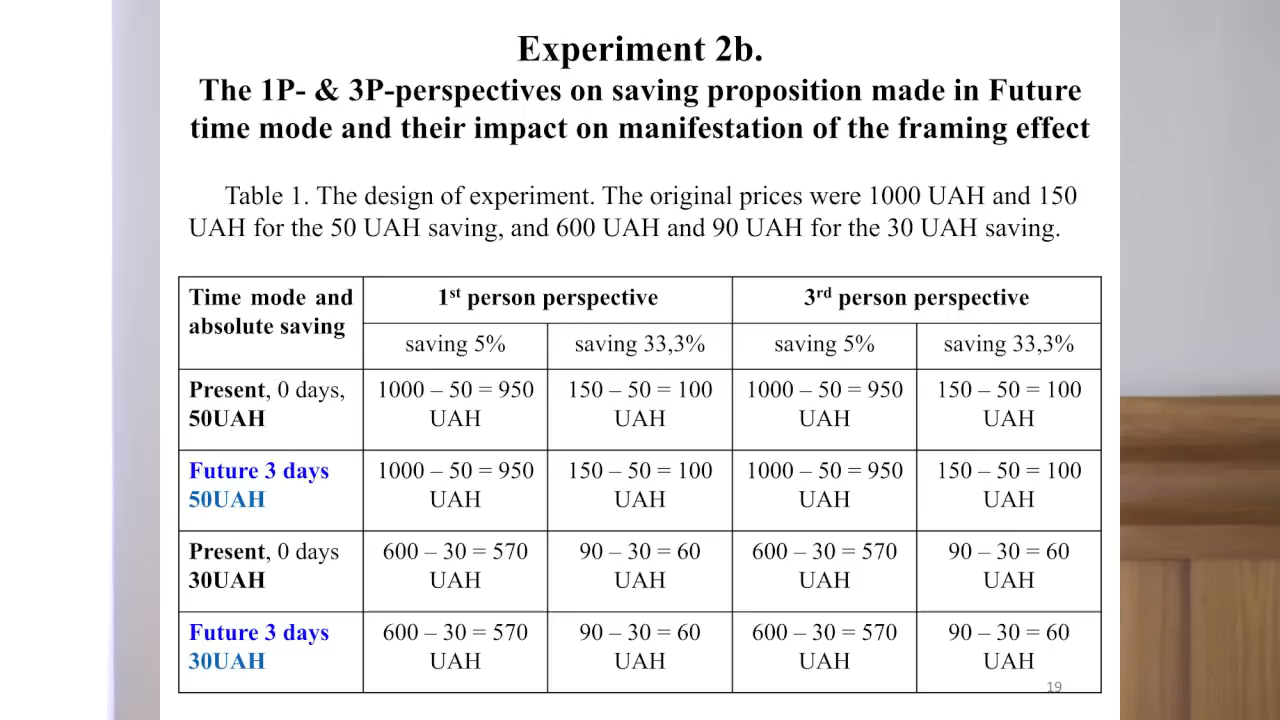 Experiment 2b.
The 1P- & 3P-perspectives on saving proposition made in Future
time mode and their impact on manifestation of the framing effect
Table 1. The design of experiment. The original prices were 1000 UAH and 150
UAH for the 50 UAH saving, and 600 UAH and 90 UAH for the 30 UAH saving.
Time mode and absolute saving
1st person perspective
3rd person perspective
saving 5%
saving 33,3%
saving 5%
saving 33,3%
Present, 0 days,
50UAH
1000 – 50 = 950
UAH
150 – 50 = 100
UAH
1000 – 50 = 950
UAH
150 – 50 = 100
UAH
Future 3 days
50UAH
1000 – 50 = 950
UAH
150 – 50 = 100
UAH
1000 – 50 = 950
UAH
150 – 50 = 100
UAH
Present, 0 days
30UAH
600 – 30 = 570
UAH
90 – 30 = 60
UAH
600 – 30 = 570
UAH
90 – 30 = 60
UAH
Future 3 days
30UAH
600 – 30 = 570
UAH
90 – 30 = 60
UAH
600 – 30 = 570
UAH
90 – 30 = 60
UAH
19